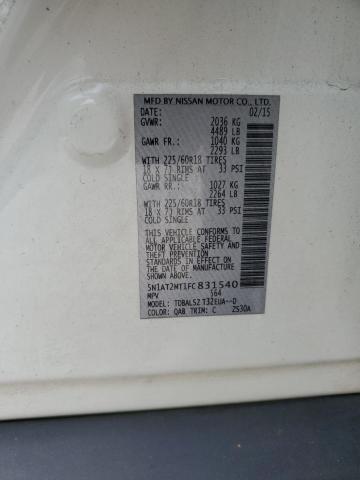 MFD BY NISSAN MOTOR CO., LTD.
DATE: 02/15
GVWR: 2036 KG
4489 LB
GAWR FR.: 1040 KG
2293 LB
WITH 225/60R18 TIRES
18 X 7J RIMS AT 33 PSI
COLD SINGLE
GAWR RR.: 1027 KG
2264 LB
WITH 225/60R18 TIRES
18 X 7J RIMS AT 33 PSI
COLD SINGLE
THIS VEHICLE CONFORMS
TO ALL APPLICABLE
FEDERAL MOTOR VEHICLE
SAFETY AND THEFT
PREVENTION STANDARDS
IN EFFECT ON THE DATE
OF MANUFACTURE
SHOWN ABOVE.
5N1AT2MT1FC 831540
MPV 564
MODEL: TDBALS2 T32EUA--D
COLOR: QAB TRIM: C ZS30A